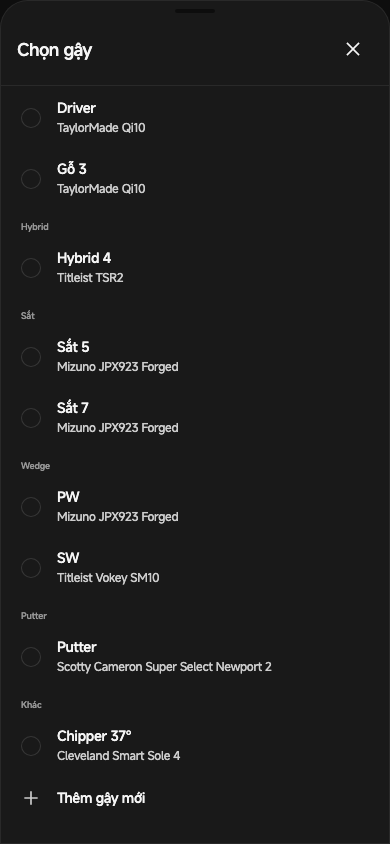 Chọn gậy
Driver
TaylorMade Qi10
Gỗ 3
TaylorMade Qi10
Hybrid
Hybrid 4
Titleist TSR2
Sắt
Sắt 5
Mizuno JPX923 Forged
Sắt 7
Mizuno JPX923 Forged
Wedge
PW
Mizuno JPX923 Forged
SW
Titleist Vokey SM10
Putter
Putter
Scotty Cameron Super Select Newport 2
Khác
Chipper 37°
Cleveland Smart Sole 4
Thêm gậy mới